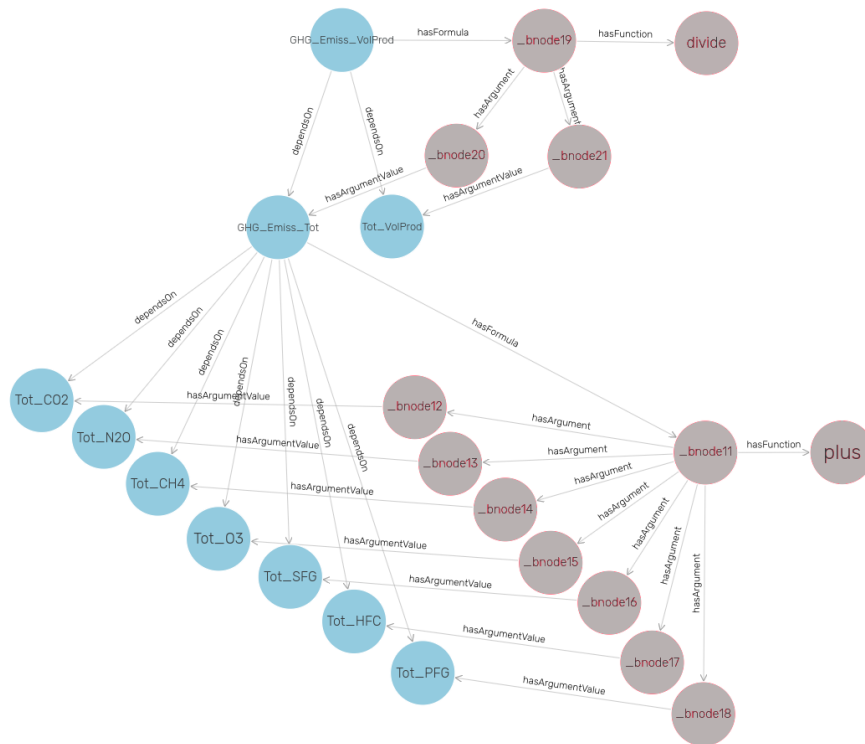 GHG_Emiss_VolProd
hasFormula
_bnode19
hasFunction
divide
hasArgument
hasArgument
dependsOn
dependsOn
_bnode20
_bnode21
hasArgumentValue
hasArgumentValue
GHG_Emiss_Tot
Tot_VolProd
dependsOn
dependsOn
dependsOn
dependsOn
dependsOn
dependsOn
dependsOn
hasFormula
Tot_CO2
hasArgumentValue
_bnode12
hasArgument
Tot_N2O
hasArgumentValue
_bnode13
hasArgument
_bnode11
hasFunction
plus
Tot_CH4
hasArgumentValue
_bnode14
hasArgument
Tot_O3
hasArgumentValue
_bnode15
hasArgument
Tot_SFG
hasArgumentValue
_bnode16
hasArgument
Tot_HFC
hasArgumentValue
_bnode17
hasArgument
Tot_PFG
hasArgumentValue
_bnode18
hasArgument